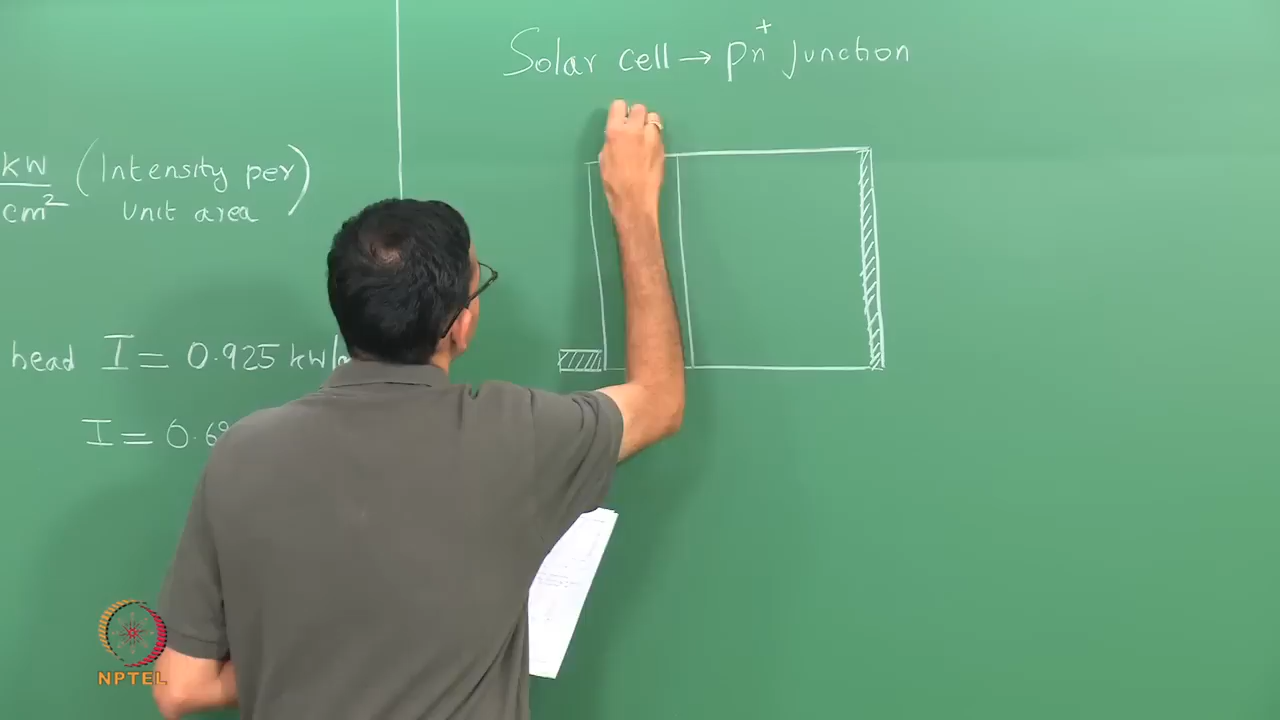 Solar cell → pn⁺ junction
kW/cm² (Intensity per unit area)
head I = 0.925 kW/
I = 0.6
NPTEL